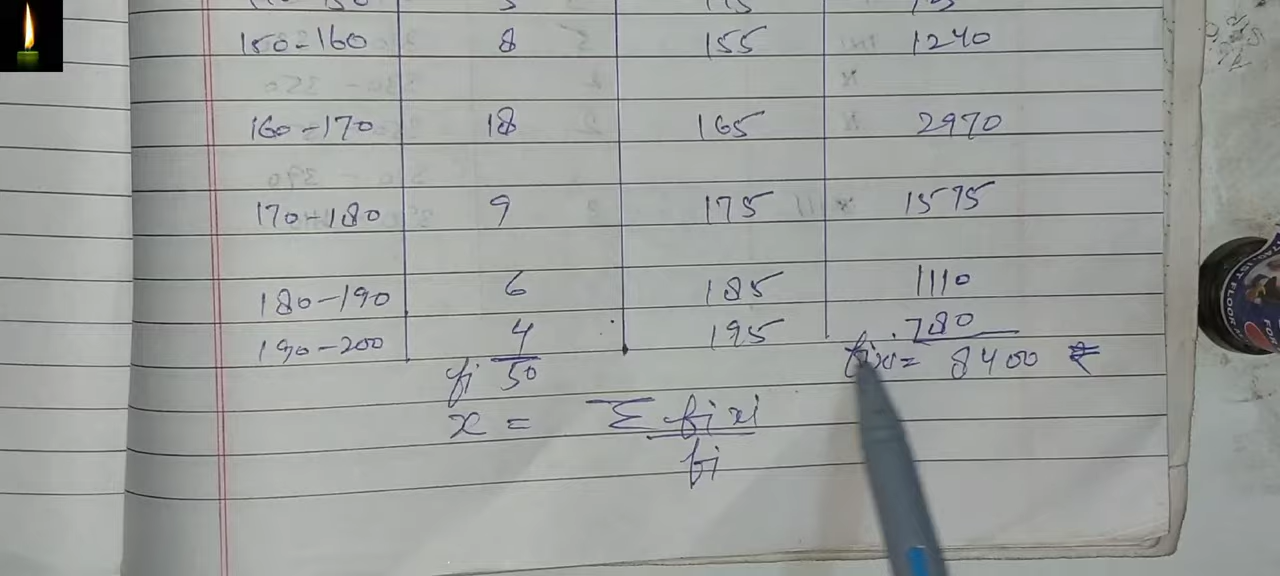 150-160 8 155 1240
160-170 18 165 2970
170-180 9 175 1575
180-190 6 185 1110
190-200 4 195 780
fi 50 fixi= 8400
x = Σ fixi
fi